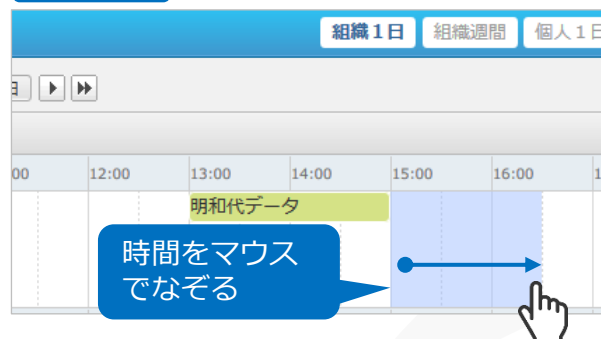 組織1日 組織週間 個人1日
日
00 12:00 13:00 14:00 15:00 16:00 1
明和代データ
時間をマウス
でなぞる